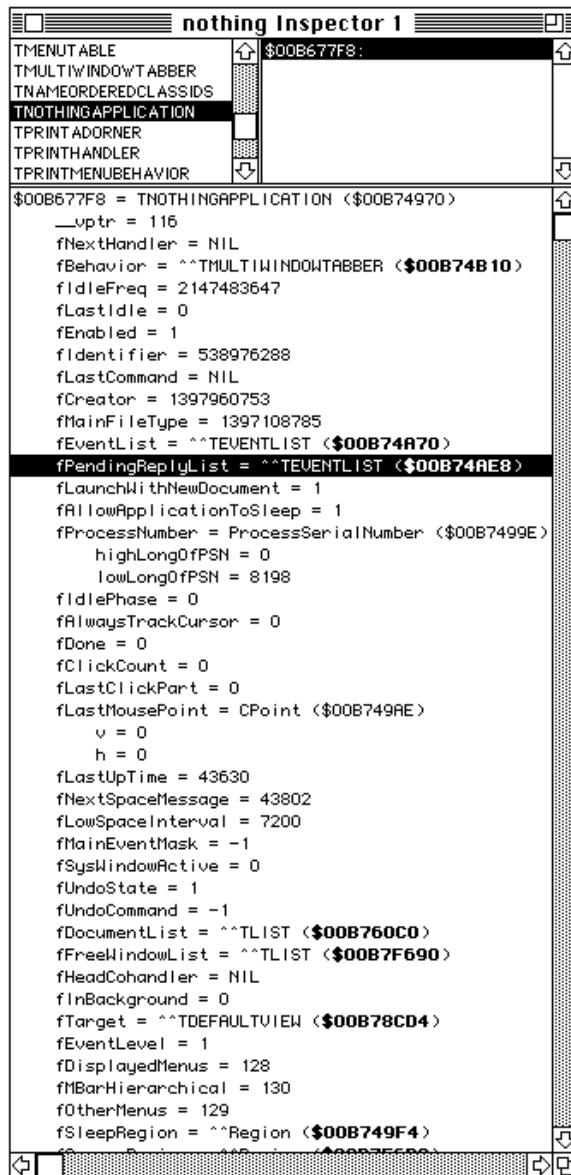 nothing Inspector 1
TMENUTABLE
TMULTIWINDOWTABBER
TNAMEORDEREDCLASSIDS
TNOTHINGAPPLICATION
TPRINTADORNER
TPRINTHANDLER
TPRINTMENUBEHAVIOR
$00B677F8:
$00B677F8 = TNOTHINGAPPLICATION ($00B74970)
__vptr = 116
fNextHandler = NIL
fBehavior = ^^TMULTIWINDOWTABBER ($00B74B10)
fIdleFreq = 2147483647
fLastIdle = 0
fEnabled = 1
fIdentifier = 538976288
fLastCommand = NIL
fCreator = 1397960753
fMainFileType = 1397108785
fEventList = ^^TEVENTLIST ($00B74A70)
fPendingReplyList = ^^TEVENTLIST ($00B74AE8)
fLaunchWithNewDocument = 1
fAllowApplicationToSleep = 1
fProcessNumber = ProcessSerialNumber ($00B7499E)
highLongOfPSN = 0
lowLongOfPSN = 8198
fIdlePhase = 0
fAlwaysTrackCursor = 0
fDone = 0
fClickCount = 0
fLastClickPart = 0
fLastMousePoint = CPoint ($00B749AE)
v = 0
h = 0
fLastUpTime = 43630
fNextSpaceMessage = 43802
fLowSpaceInterval = 7200
fMainEventMask = -1
fSysWindowActive = 0
fUndoState = 1
fUndoCommand = -1
fDocumentList = ^^TLIST ($00B760C0)
fFreeWindowList = ^^TLIST ($00B7F690)
fHeadCohandler = NIL
fInBackground = 0
fTarget = ^^TDEFAULTVIEW ($00B78CD4)
fEventLevel = 1
fDisplayedMenus = 128
fMBarHierarchical = 130
fOtherMenus = 129
fSleepRegion = ^^Region ($00B749F4)